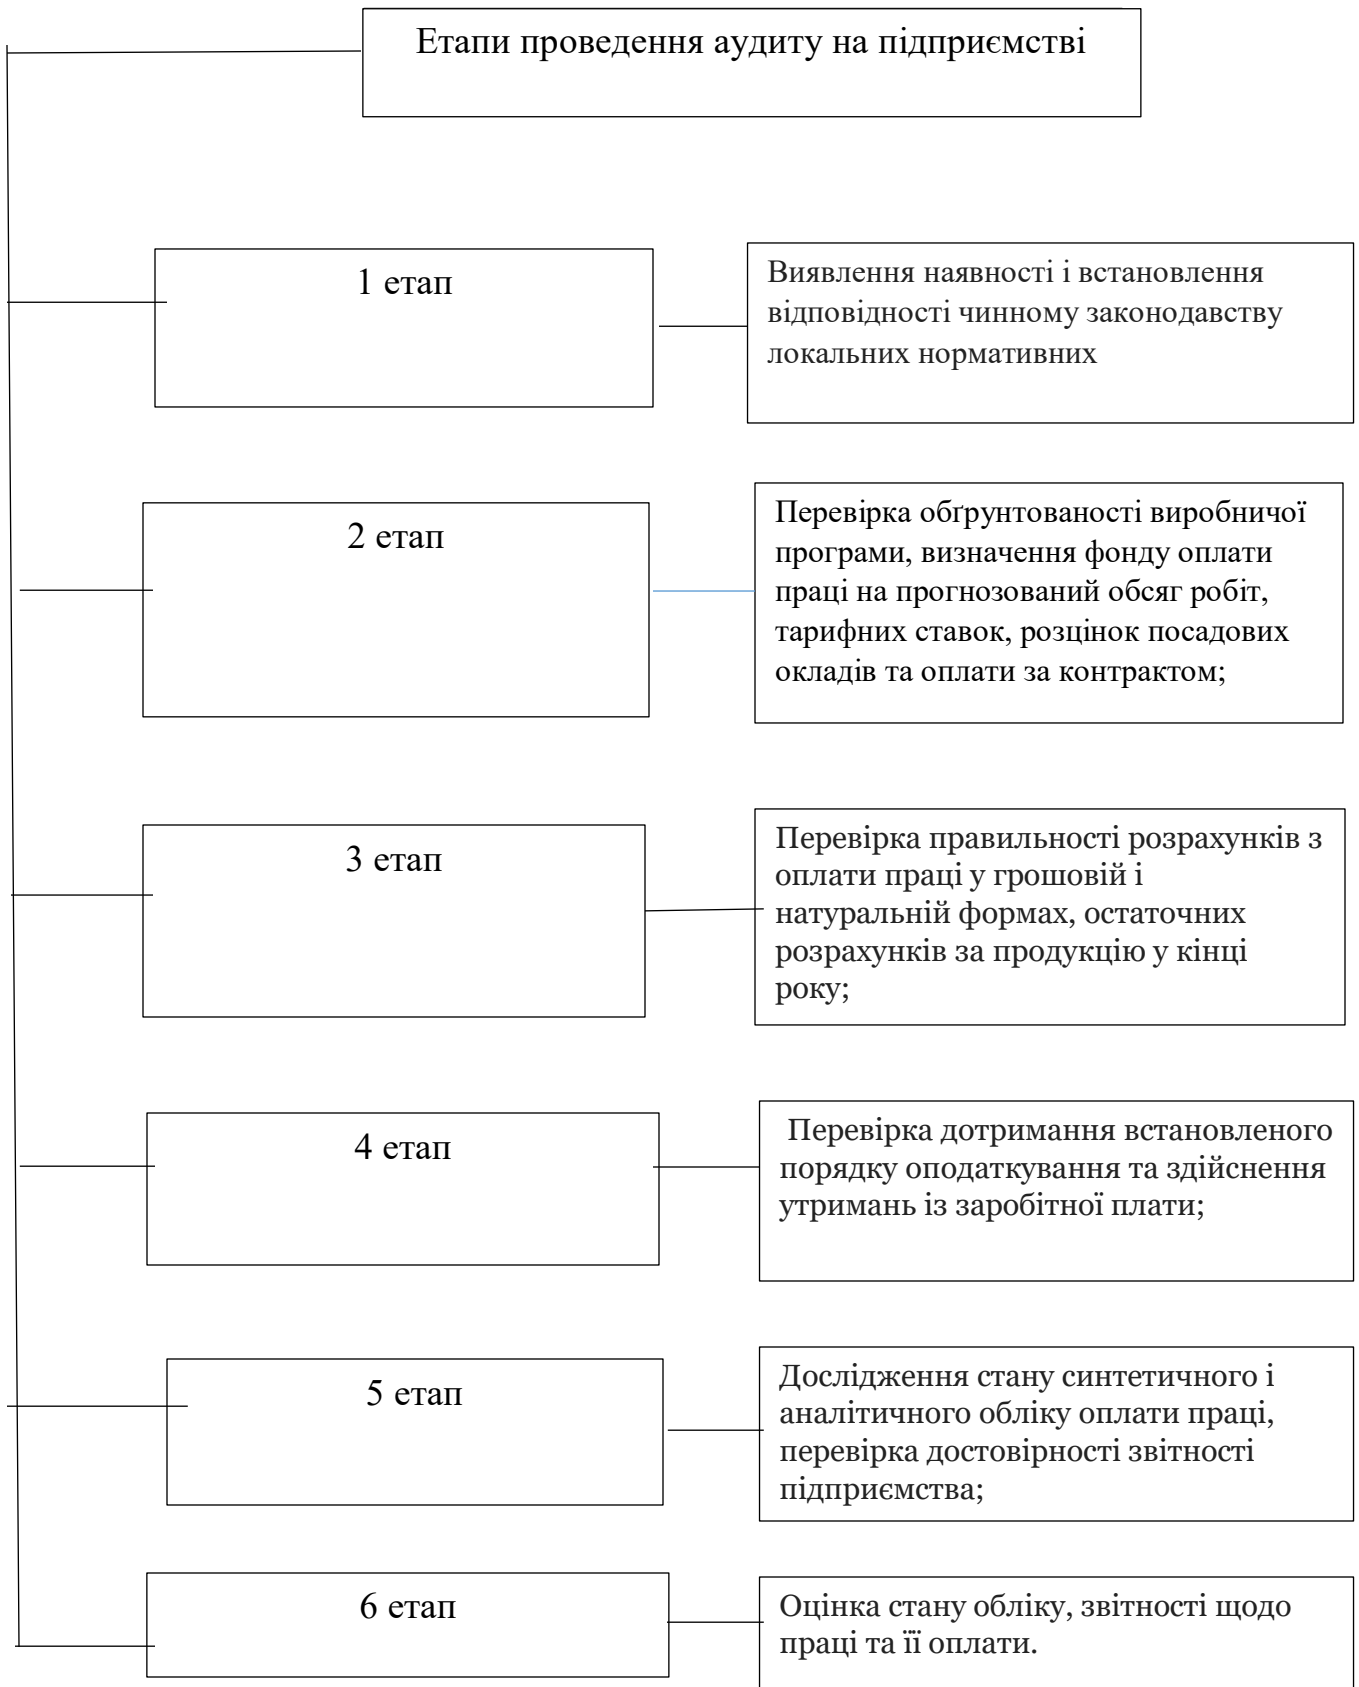 Етапи проведення аудиту на підприємстві
1 етап
Виявлення наявності і встановлення
відповідності чинному законодавству
локальних нормативних
2 етап
Перевірка обґрунтованості виробничої
програми, визначення фонду оплати
праці на прогнозований обсяг робіт,
тарифних ставок, розцінок посадових
окладів та оплати за контрактом;
3 етап
Перевірка правильності розрахунків з
оплати праці у грошовій і
натуральній формах, остаточних
розрахунків за продукцію у кінці
року;
4 етап
Перевірка дотримання встановленого
порядку оподаткування та здійснення
утримань із заробітної плати;
5 етап
Дослідження стану синтетичного і
аналітичного обліку оплати праці,
перевірка достовірності звітності
підприємства;
6 етап
Оцінка стану обліку, звітності щодо
праці та її оплати.